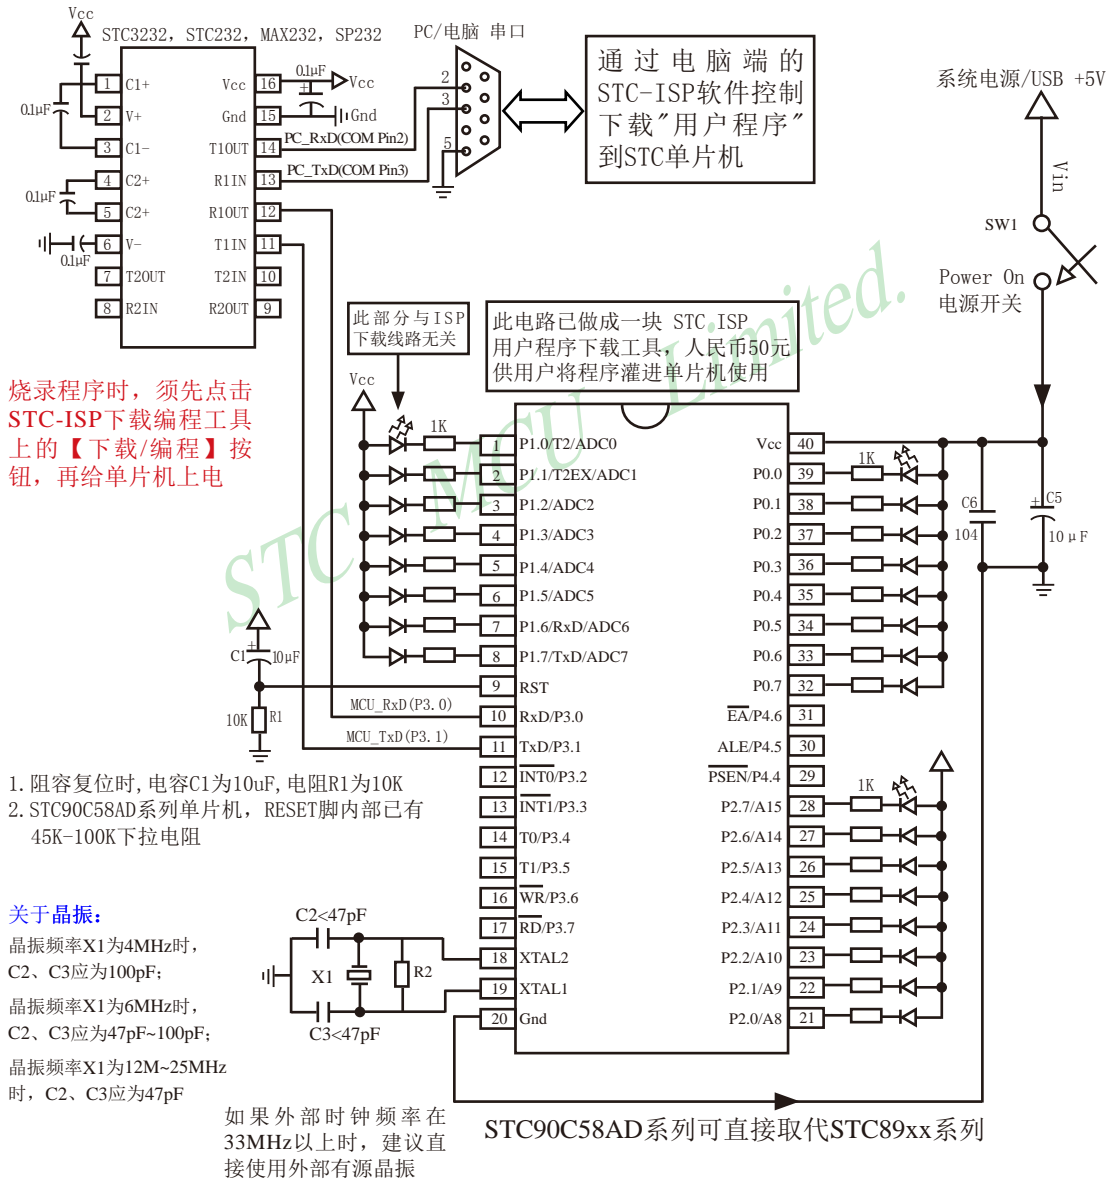 Vcc
STC3232, STC232, MAX232, SP232
PC/电脑 串口
0.1μF
0.1μF
0.1μF
0.1μF
1 C1+
2 V+
3 C1-
4 C2+
5 C2+
6 V-
7 T2OUT
8 R2IN
Vcc 16
Gnd 15
T1OUT 14
R1IN 13
R1OUT 12
T1IN 11
T2IN 10
R2OUT 9
0.1μF
+
Vcc
Gnd
PC_RxD(COM Pin2)
PC_TxD(COM Pin3)
2
3
5
通过电脑端的
STC-ISP软件控制
下载"用户程序"
到STC单片机
系统电源/USB +5V
Vin
SW1
Power On
电源开关
此部分与ISP
下载线路无关
此电路已做成一块 STC ISP
用户程序下载工具, 人民币50元
供用户将程序灌进单片机使用
烧录程序时, 须先点击
STC-ISP下载编程工具
上的【下载/编程】按
钮, 再给单片机上电
STC MCU Limited.
Vcc
1K
1 P1.0/T2/ADC0
2 P1.1/T2EX/ADC1
3 P1.2/ADC2
4 P1.3/ADC3
5 P1.4/ADC4
6 P1.5/ADC5
7 P1.6/RxD/ADC6
8 P1.7/TxD/ADC7
9 RST
10 RxD/P3.0
11 TxD/P3.1
12 INT0/P3.2
13 INT1/P3.3
14 T0/P3.4
15 T1/P3.5
16 WR/P3.6
17 RD/P3.7
18 XTAL2
19 XTAL1
20 Gnd
Vcc 40
P0.0 39
P0.1 38
P0.2 37
P0.3 36
P0.4 35
P0.5 34
P0.6 33
P0.7 32
EA/P4.6 31
ALE/P4.5 30
PSEN/P4.4 29
P2.7/A15 28
P2.6/A14 27
P2.5/A13 26
P2.4/A12 25
P2.3/A11 24
P2.2/A10 23
P2.1/A9 22
P2.0/A8 21
1K
1K
C6
104
+
C5
10μF
+
C1
10μF
10K
R1
MCU_RxD(P3.0)
MCU_TxD(P3.1)
1. 阻容复位时, 电容C1为10uF, 电阻R1为10K
2. STC90C58AD系列单片机, RESET脚内部已有
45K-100K下拉电阻
关于晶振:
晶振频率X1为4MHz时,
C2、C3应为100pF;
晶振频率X1为6MHz时,
C2、C3应为47pF~100pF;
晶振频率X1为12M~25MHz
时, C2、C3应为47pF
C2<47pF
X1
R2
C3<47pF
如果外部时钟频率在
33MHz以上时, 建议直
接使用外部有源晶振
STC90C58AD系列可直接取代STC89xx系列